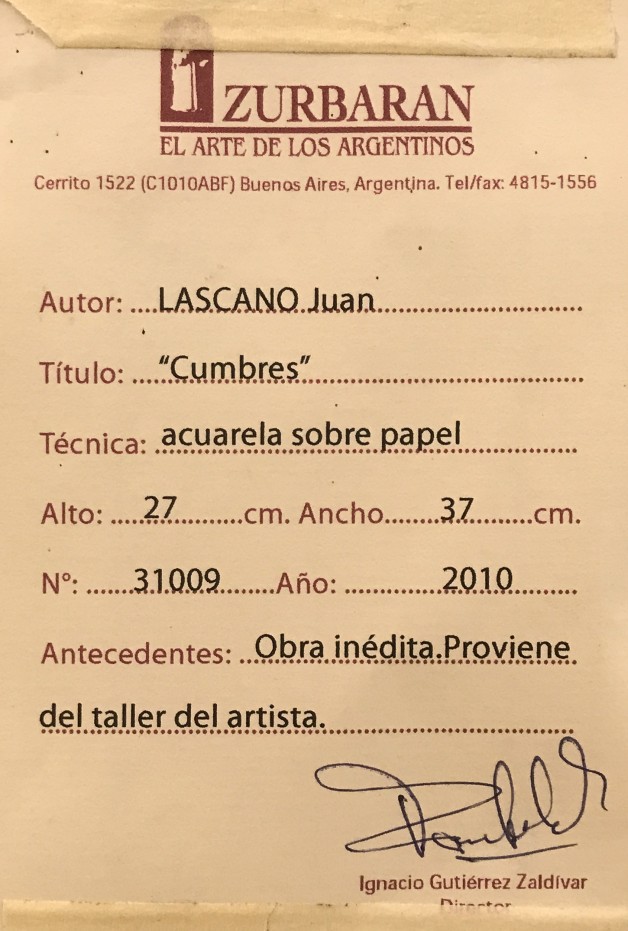 ZURBARAN
EL ARTE DE LOS ARGENTINOS
Cerrito 1522 (C1010ABF) Buenos Aires, Argentina. Tel/fax: 4815-1556
Autor: ....LASCANO Juan..............................
Título: ....."Cumbres"........................................
Técnica: acuarela sobre papel................
Alto: .....27..........cm. Ancho........37........cm.
Nº: .......31009........Año: ...............2010..........
Antecedentes: ..Obra inédita.Proviene.
del taller del artista....................................
Ignacio Gutiérrez Zaldívar
Director